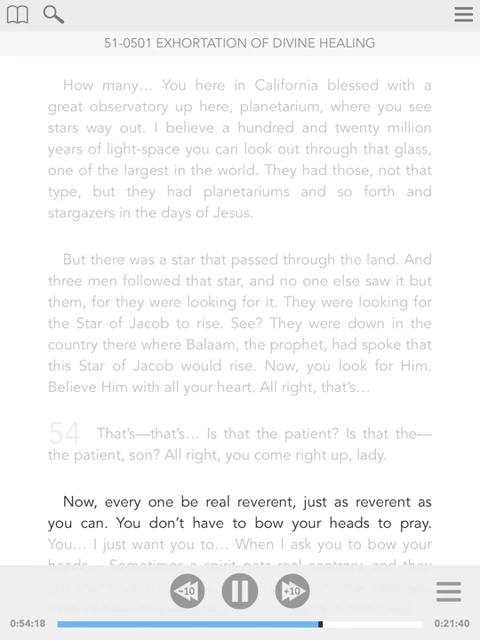 51-0501 EXHORTATION OF DIVINE HEALING
How many… You here in California blessed with a
great observatory up here, planetarium, where you see
stars way out. I believe a hundred and twenty million
years of light-space you can look out through that glass,
one of the largest in the world. They had those, not that
type, but they had planetariums and so forth and
stargazers in the days of Jesus.
But there was a star that passed through the land. And
three men followed that star, and no one else saw it but
them, for they were looking for it. They were looking for
the Star of Jacob to rise. See? They were down in the
country there where Balaam, the prophet, had spoke that
this Star of Jacob would rise. Now, you look for Him.
Believe Him with all your heart. All right, that’s…
54 That’s—that’s… Is that the patient? Is that the—
the patient, son? All right, you come right up, lady.
Now, every one be real reverent, just as reverent as
you can. You don’t have to bow your heads to pray.
You… I just want you to… When I ask you to bow your
heads… Sometimes a spirit gets real contrary, and they
-10
+10
0:54:18
0:21:40